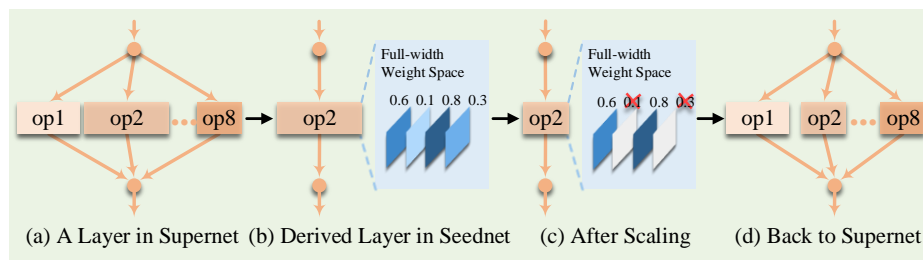 Full-width
Weight Space
0.6 0.1 0.8 0.3
op1
op2
op8
op2
Full-width
Weight Space
0.6 0.1 0.8 0.3
op2
op1
op2
op8
(a) A Layer in Supernet
(b) Derived Layer in Seednet
(c) After Scaling
(d) Back to Supernet